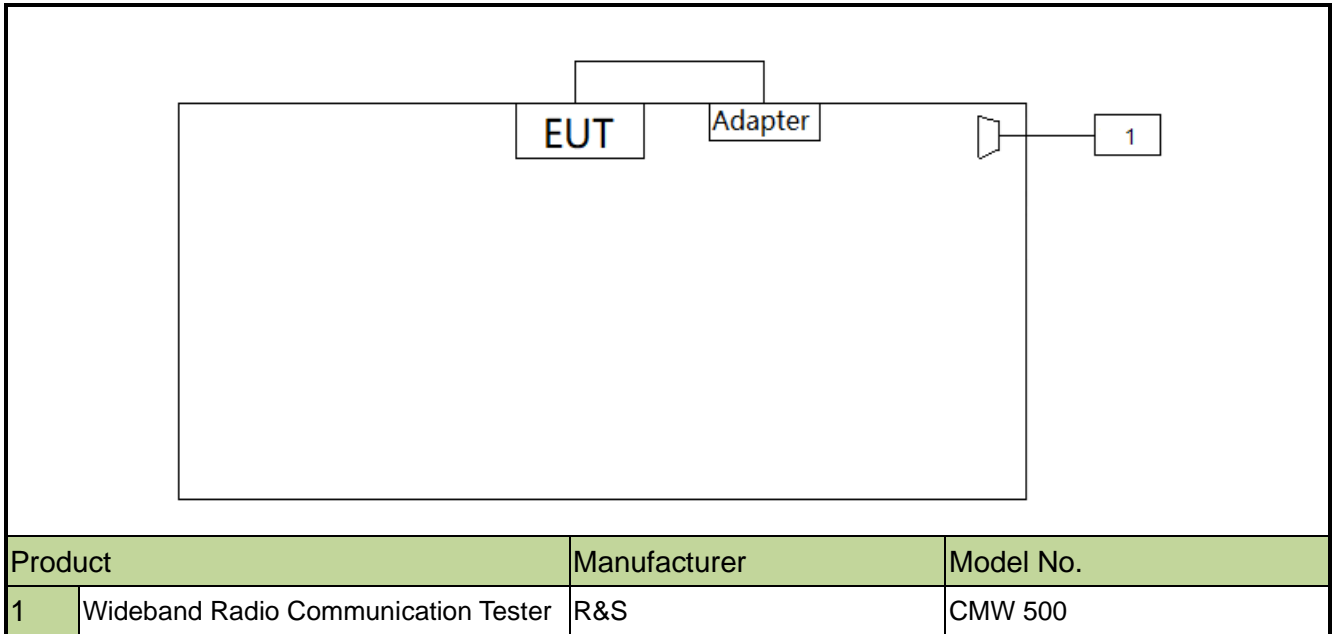 EUT
Adapter
1
Product Manufacturer Model No.
1 Wideband Radio Communication Tester R&S CMW 500